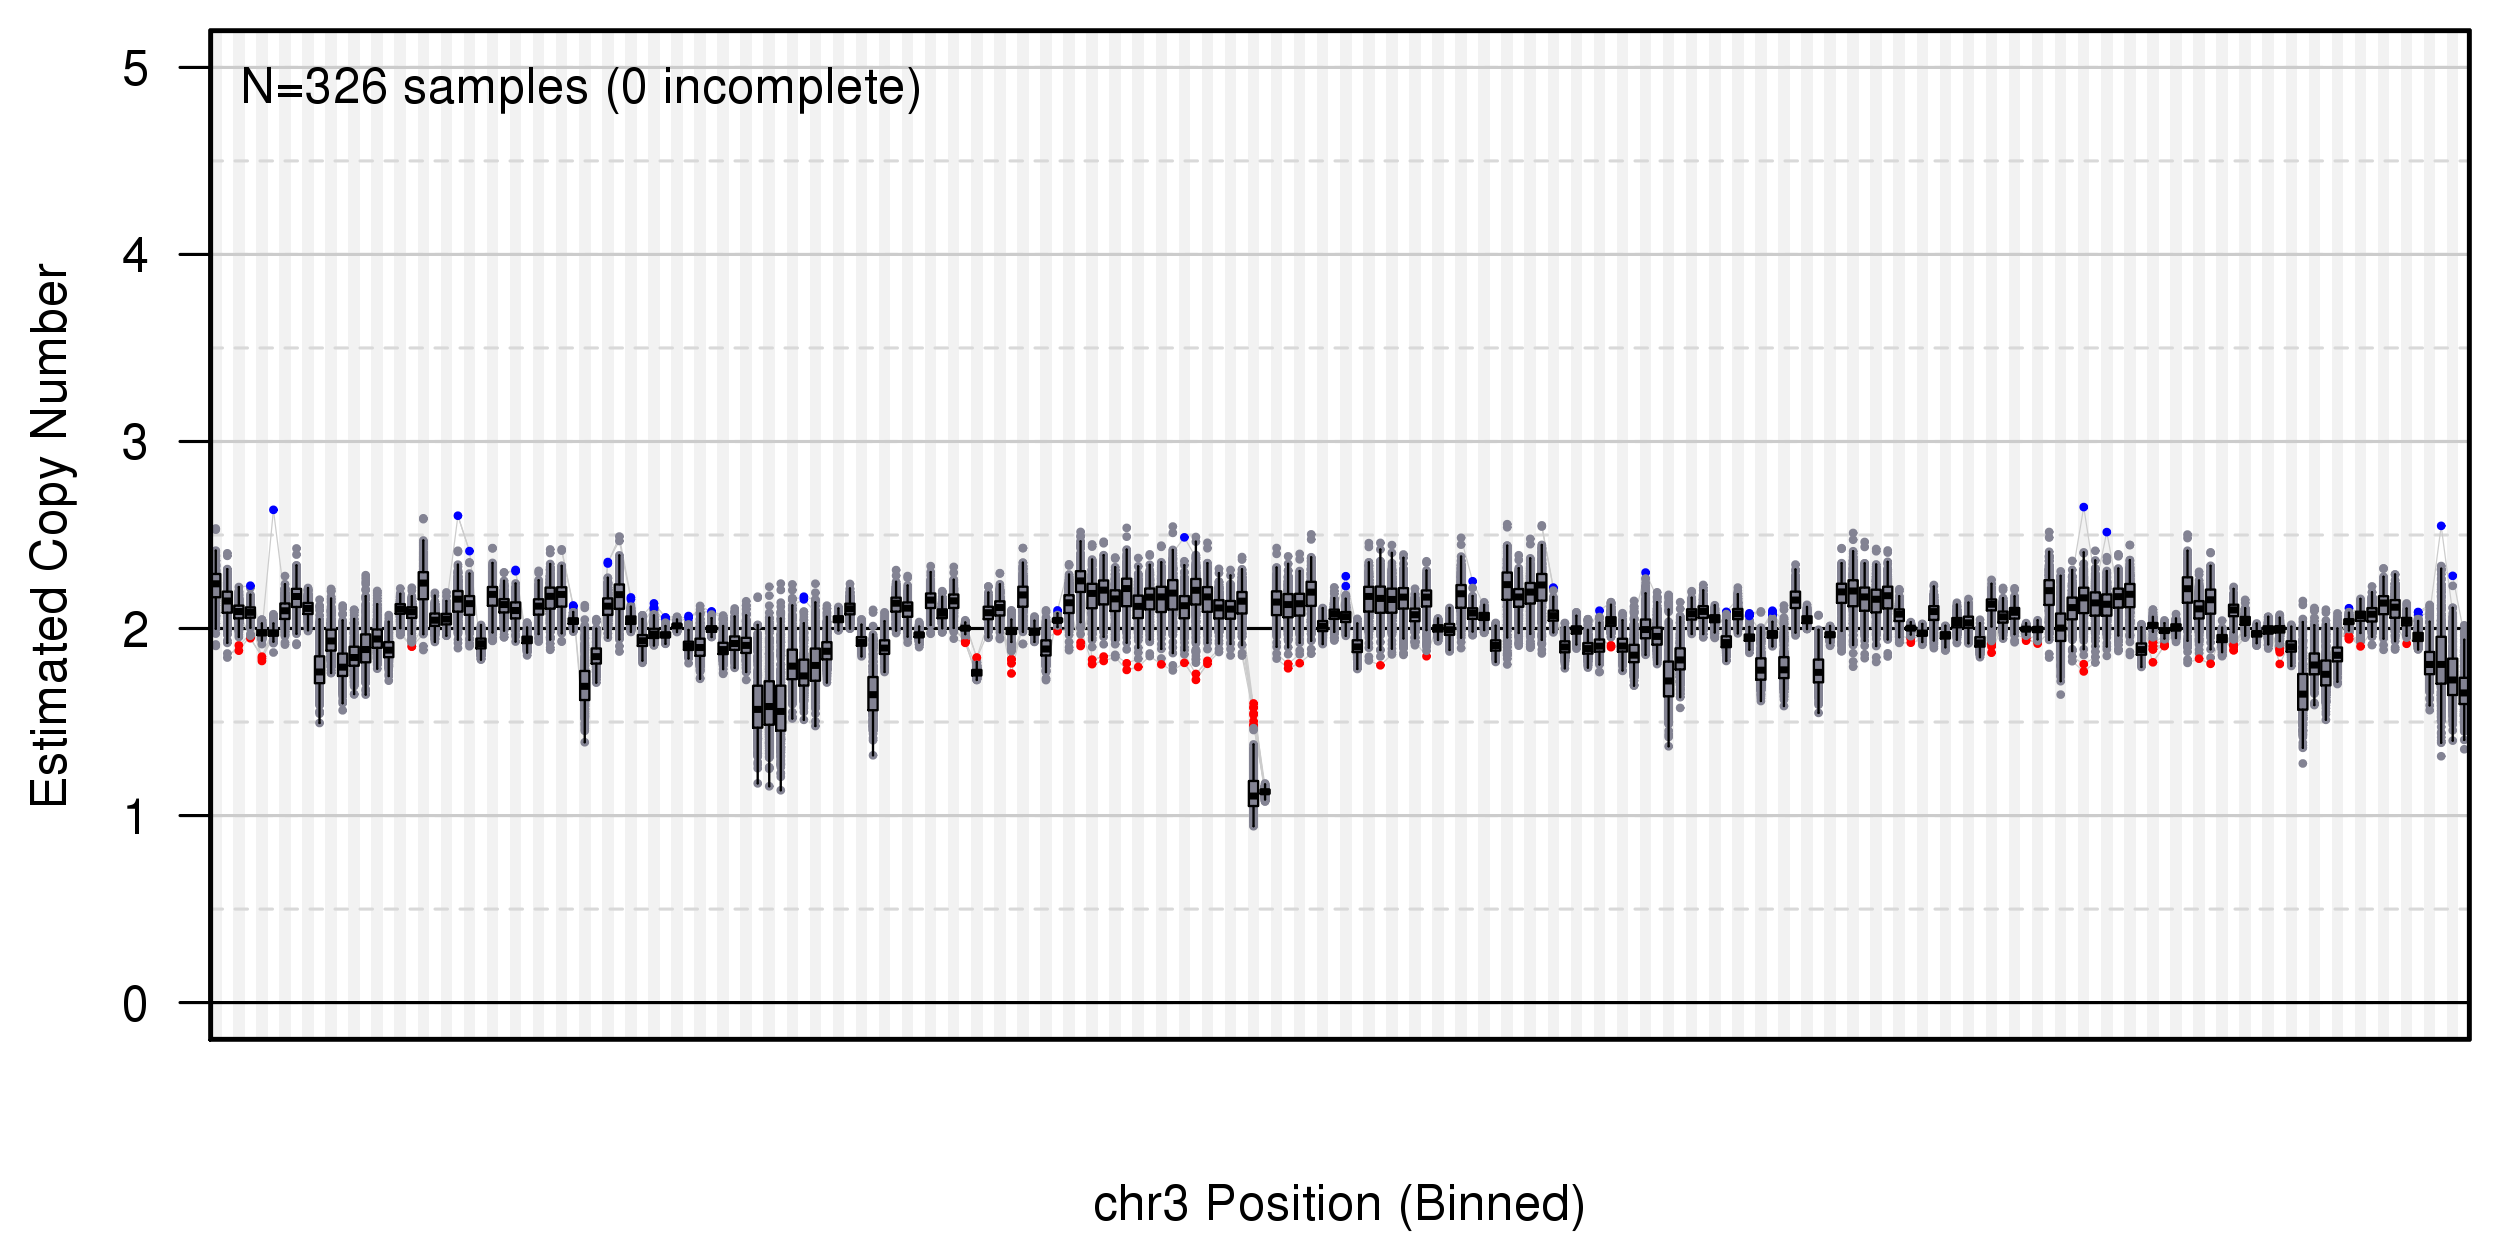 N=326 samples (0 incomplete)
5
4
3
2
1
0
Estimated Copy Number
chr3 Position (Binned)